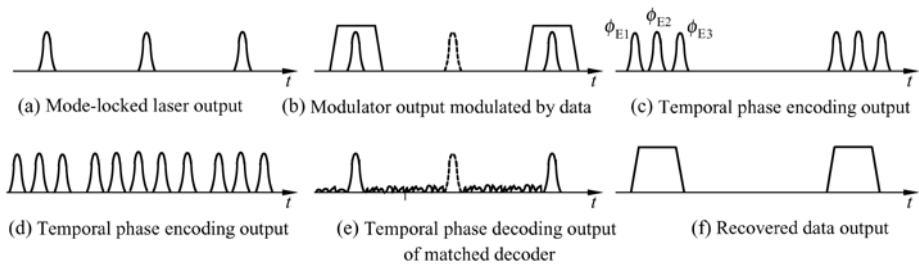 ϕE1 ϕE2 ϕE3
t t t
(a) Mode-locked laser output
(b) Modulator output modulated by data
(c) Temporal phase encoding output
t t t
(d) Temporal phase encoding output
(e) Temporal phase decoding output
of matched decoder
(f) Recovered data output